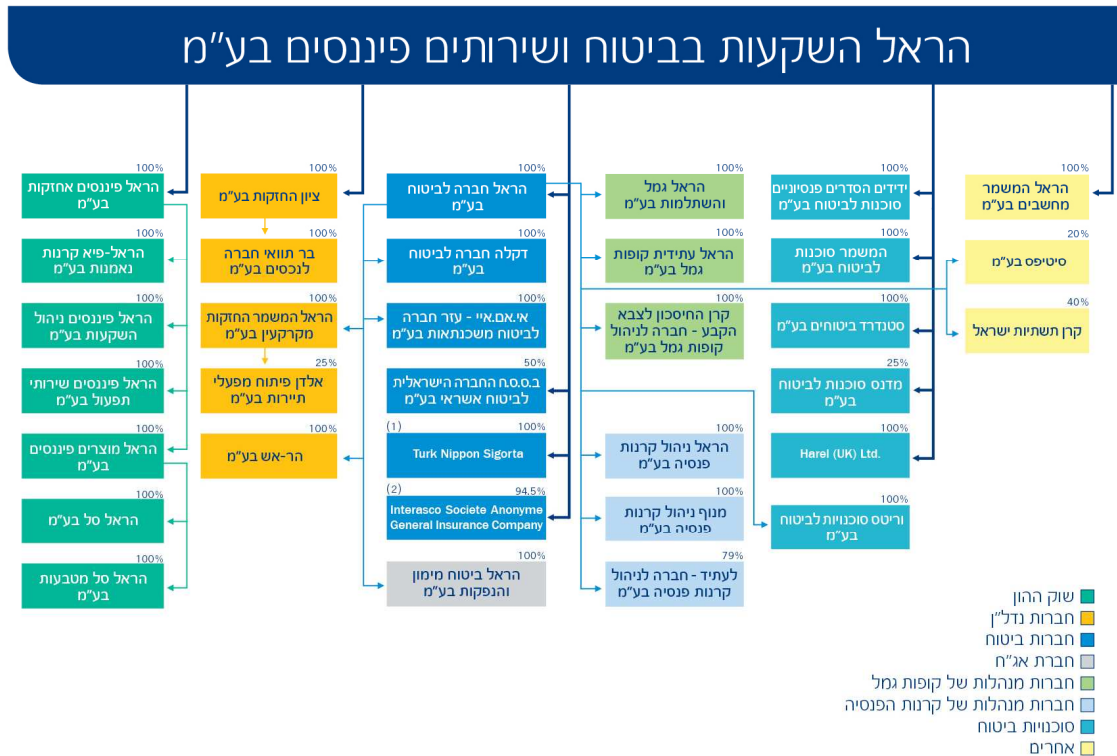 הראל השקעות בביטוח ושירותים פיננסים בע"מ
100%
הראל המשמר
מחשבים בע"מ
20%
סיטיפס בע"מ
40%
קרן תשתיות ישראל
100%
ידידים הסדרים פנסיוניים
סוכנות לביטוח בע"מ
100%
המשמר סוכנות
לביטוח בע"מ
100%
סטנדרד ביטוחים בע"מ
25%
מדנס סוכנות לביטוח
בע"מ
100%
Harel (UK) Ltd.
100%
וריטס סוכנויות לביטוח
בע"מ
100%
הראל גמל
והשתלמות בע"מ
100%
הראל עתידית קופות
גמל בע"מ
100%
קרן החיסכון לצבא
הקבע - חברה לניהול
קופות גמל בע"מ
100%
הראל ניהול קרנות
פנסיה בע"מ
100%
מנוף ניהול קרנות
פנסיה בע"מ
79%
לעתיד - חברה לניהול
קרנות פנסיה בע"מ
100%
הראל חברה לביטוח
בע"מ
100%
דקלה חברה לביטוח
בע"מ
100%
אי.אם.איי - עזר חברה
לביטוח משכנתאות בע"מ
50%
ב.ס.ס.ח החברה הישראלית
לביטוח אשראי בע"מ
(1) 100%
Turk Nippon Sigorta
(2) 94.5%
Interasco Societe Anonyme
General Insurance Company
100%
הראל ביטוח מימון
והנפקות בע"מ
100%
ציון החזקות בע"מ
100%
בר תוואי חברה
לנכסים בע"מ
100%
הראל המשמר החזקות
מקרקעין בע"מ
25%
אלדן פיתוח מפעלי
תיירות בע"מ
100%
הר-אש בע"מ
100%
הראל פיננסים אחזקות
בע"מ
100%
הראל-פיא קרנות
נאמנות בע"מ
100%
הראל פיננסים ניהול
השקעות בע"מ
100%
הראל פיננסים שירותי
תפעול בע"מ
100%
הראל מוצרים פיננסים
בע"מ
100%
הראל סל בע"מ
100%
הראל סל מטבעות
בע"מ
שוק ההון
חברות נדל"ן
חברות ביטוח
חברת אג"ח
חברות מנהלות של קופות גמל
חברות מנהלות של קרנות הפנסיה
סוכנויות ביטוח
אחרים